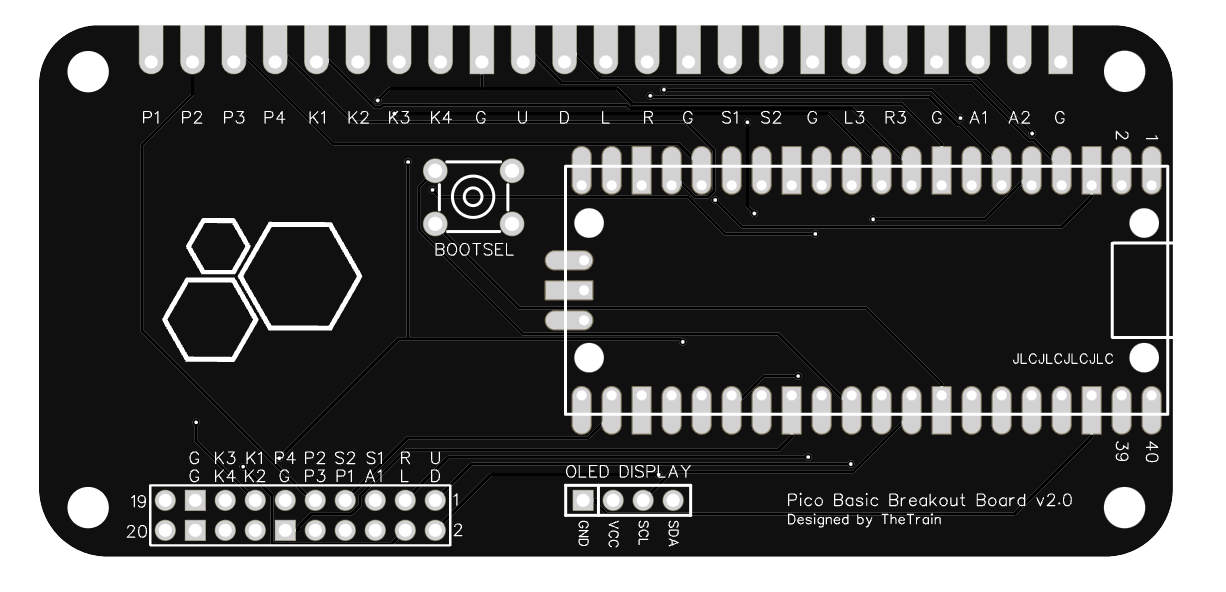 P1 P2 P3 P4 K1 K2 K3 K4 G U D L R G S1 S2 G L3 R3 G A1 A2 G
2 1
BOOTSEL
JLCJLCJLCJLC
39 40
G K3 K1 P4 P2 S2 S1 R U
G K4 K2 G P3 P1 A1 L D
OLED DISPLAY
19 1
20 2
GND VCC SCL SDA
Pico Basic Breakout Board v2.0
Designed by TheTrain